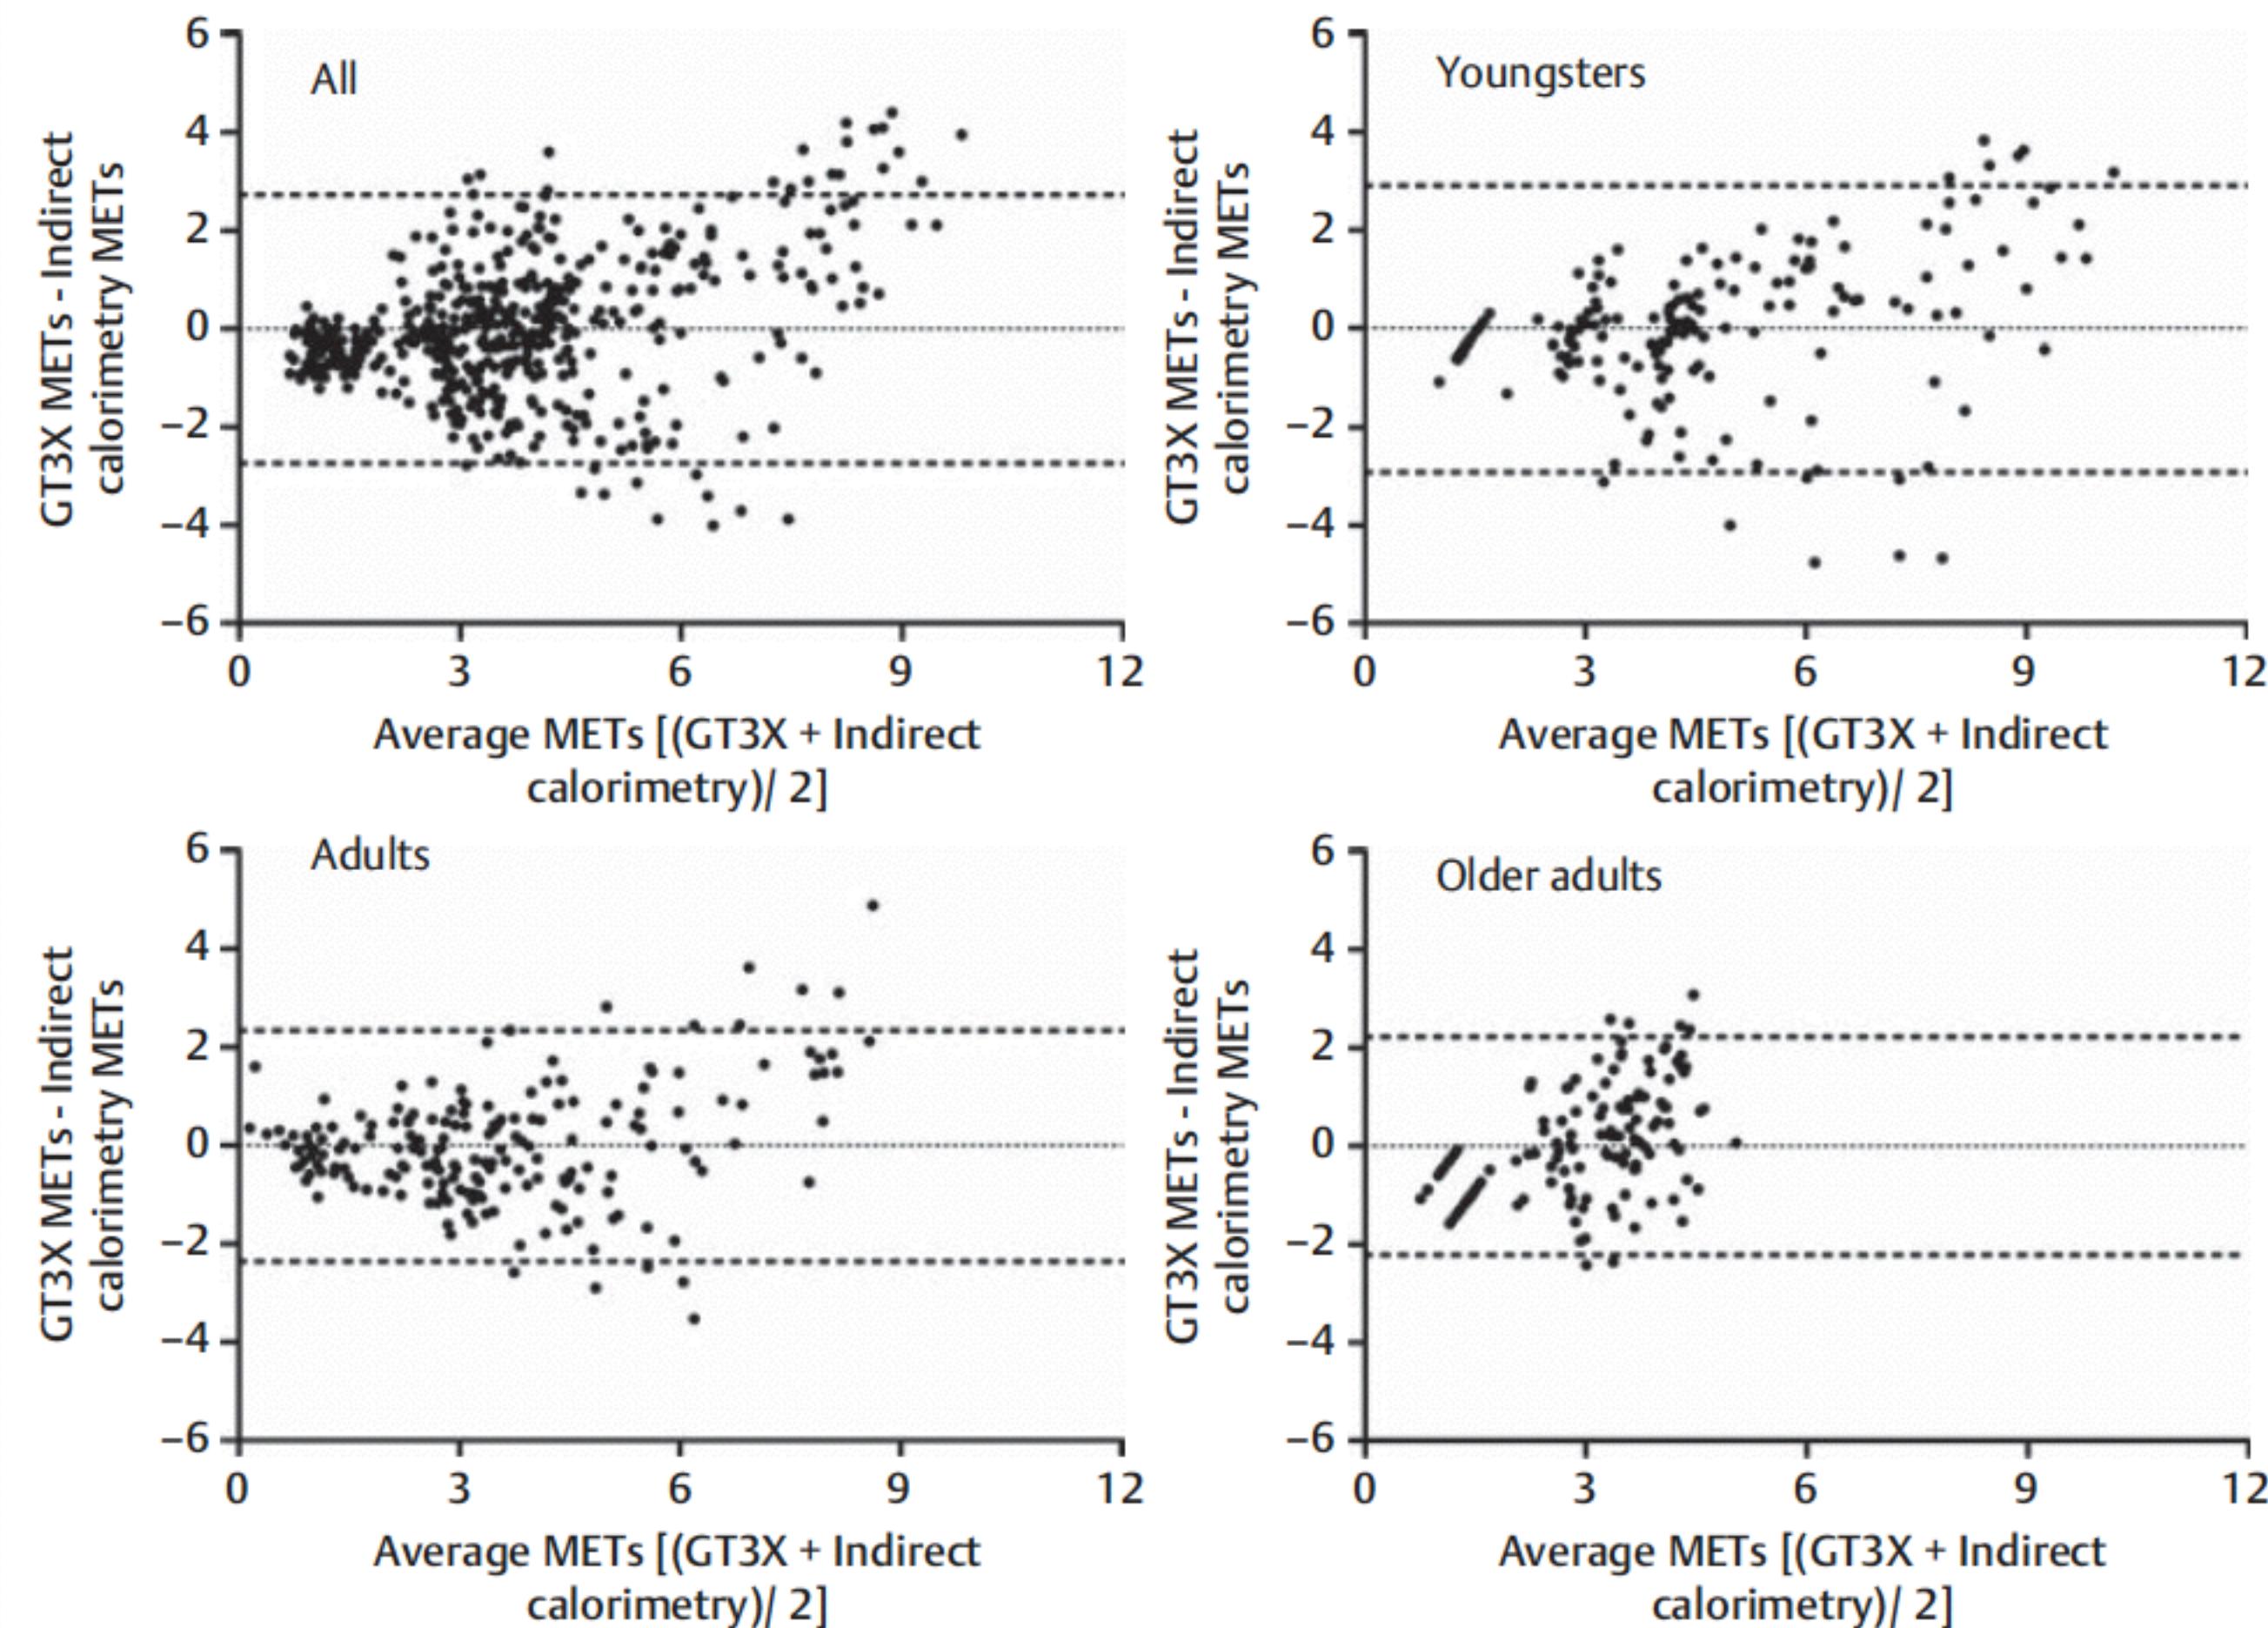 6
4
2
0
−2
−4
−6
All
GT3X METs - Indirect
calorimetry METs
0 3 6 9 12
Average METs [(GT3X + Indirect
calorimetry)/ 2]
6
4
2
0
−2
−4
−6
Youngsters
GT3X METs - Indirect
calorimetry METs
0 3 6 9 12
Average METs [(GT3X + Indirect
calorimetry)/ 2]
6
4
2
0
−2
−4
−6
Adults
GT3X METs - Indirect
calorimetry METs
0 3 6 9 12
Average METs [(GT3X + Indirect
calorimetry)/ 2]
6
4
2
0
−2
−4
−6
Older adults
GT3X METs - Indirect
calorimetry METs
0 3 6 9 12
Average METs [(GT3X + Indirect
calorimetry)/ 2]